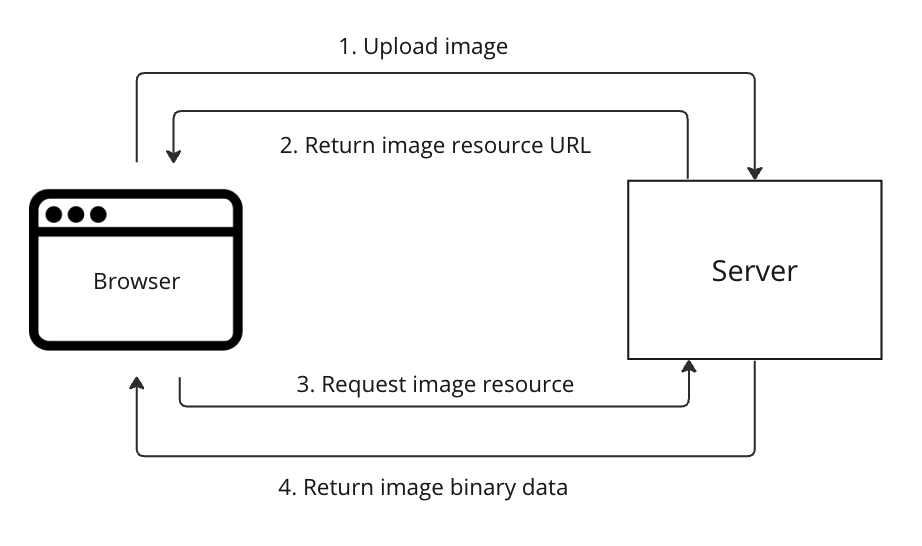 1. Upload image
2. Return image resource URL
Browser
Server
3. Request image resource
4. Return image binary data